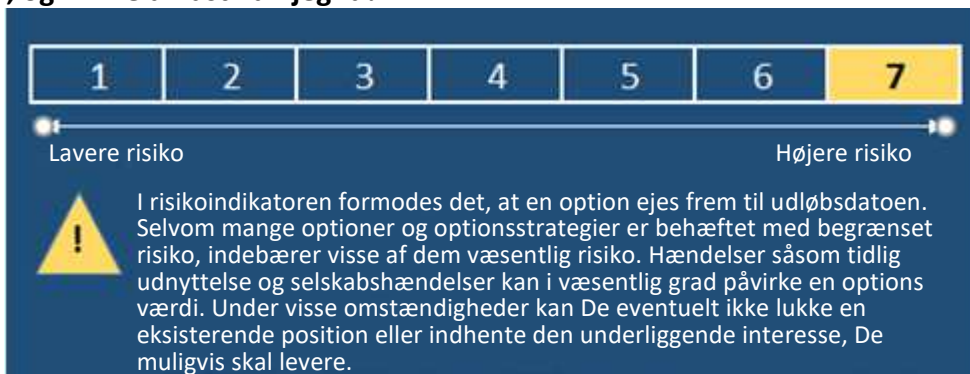 1 2 3 4 5 6 7
Lavere risiko Højere risiko
!
I risikoindikatoren formodes det, at en option ejes frem til udløbsdatoen.
Selvom mange optioner og optionsstrategier er behæftet med begrænset
risiko, indebærer visse af dem væsentlig risiko. Hændelser såsom tidlig
udnyttelse og selskabshændelser kan i væsentlig grad påvirke en options
værdi. Under visse omstændigheder kan De eventuelt ikke lukke en
eksisterende position eller indhente den underliggende interesse, De
muligvis skal levere.